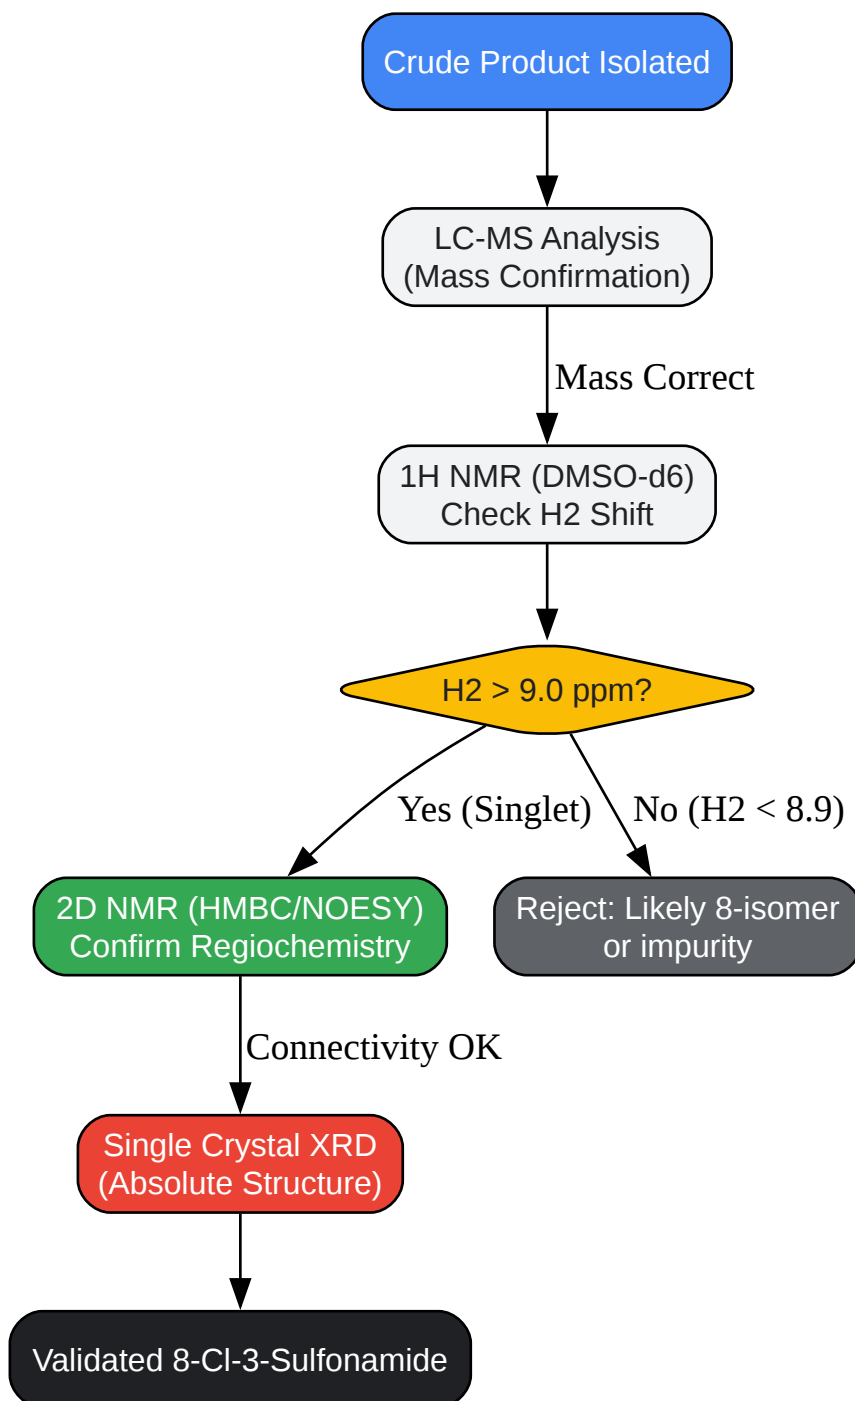 Crude Product Isolated
LC-MS Analysis
(Mass Confirmation)
Mass Correct
1H NMR (DMSO-d6)
Check H2 Shift
H2 > 9.0 ppm?
Yes (Singlet)
No (H2 < 8.9)
2D NMR (HMBC/NOESY)
Confirm Regiochemistry
Reject: Likely 8-isomer
or impurity
Connectivity OK
Single Crystal XRD
(Absolute Structure)
Validated 8-Cl-3-Sulfonamide